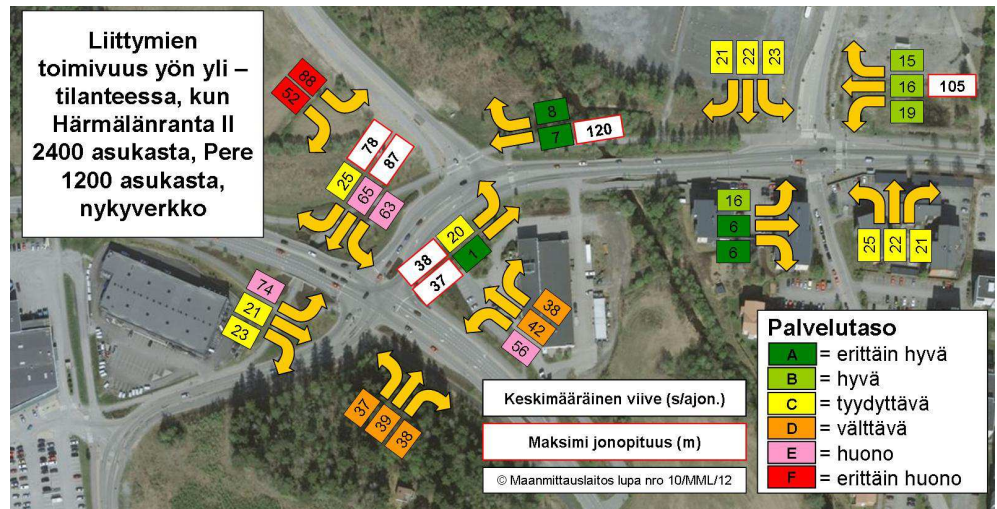 Liittymien
toimivuus yön yli –
tilanteessa, kun
Härmälänranta II
2400 asukasta, Pere
1200 asukasta,
nykyverkko
88
52
78
87
25
65
63
8
7
120
21
22
23
15
16
105
19
38
37
20
1
16
6
6
25
22
21
74
21
23
38
42
56
37
39
38
Keskimääräinen viive (s/ajon.)
Maksimi jonopituus (m)
© Maanmittauslaitos lupa nro 10/MML/12
Palvelutaso
A = erittäin hyvä
B = hyvä
C = tyydyttävä
D = välttävä
E = huono
F = erittäin huono